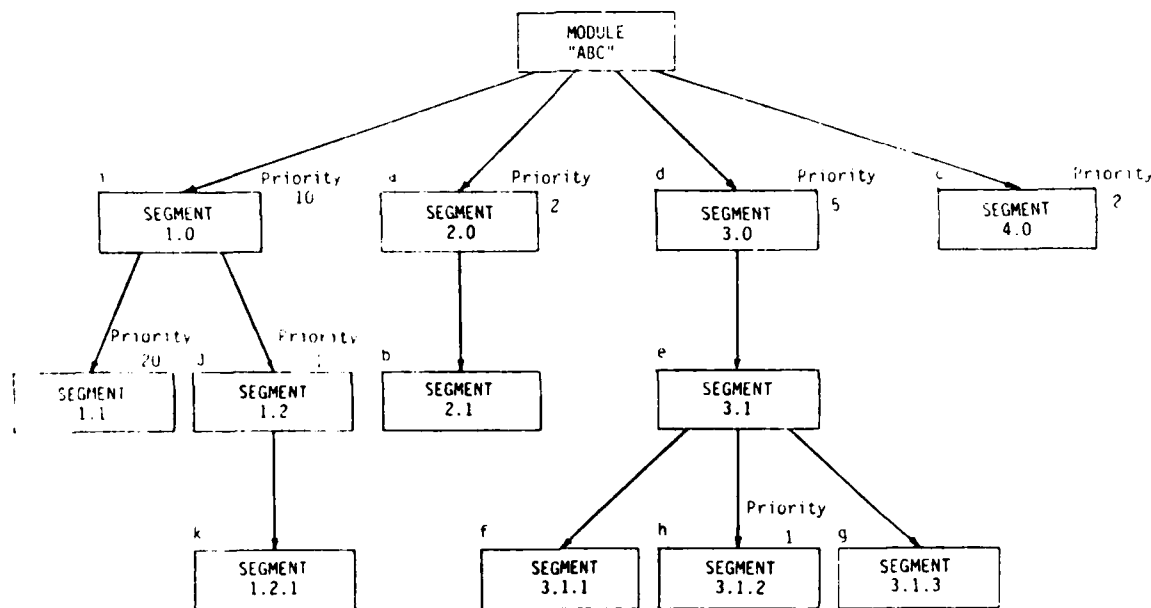 MODULE
"ABC"
Priority
10
a
Priority
2
d
Priority
5
c
Priority
2
SEGMENT
1.0
SEGMENT
2.0
SEGMENT
3.0
SEGMENT
4.0
Priority
20
Priority
b
e
SEGMENT
1.1
SEGMENT
1.2
SEGMENT
2.1
SEGMENT
3.1
Priority
1
k
f
h
g
SEGMENT
1.2.1
SEGMENT
3.1.1
SEGMENT
3.1.2
SEGMENT
3.1.3